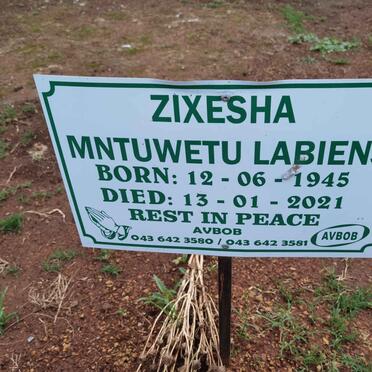 ZIXESHA
MNTUWETU LABIENS
BORN: 12 - 06 - 1945
DIED: 13 - 01 - 2021
REST IN PEACE
AVBOB
043 642 3580 / 043 642 3581
AVBOB